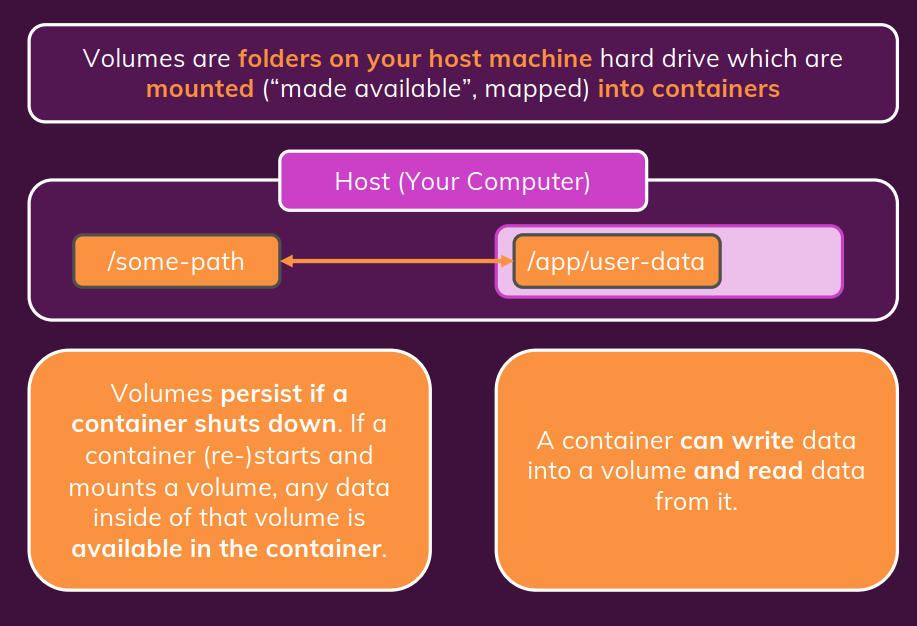 Volumes are folders on your host machine hard drive which are
mounted (“made available”, mapped) into containers
Host (Your Computer)
/some-path
/app/user-data
Volumes persist if a
container shuts down. If a
container (re-)starts and
mounts a volume, any data
inside of that volume is
available in the container.
A container can write data
into a volume and read data
from it.